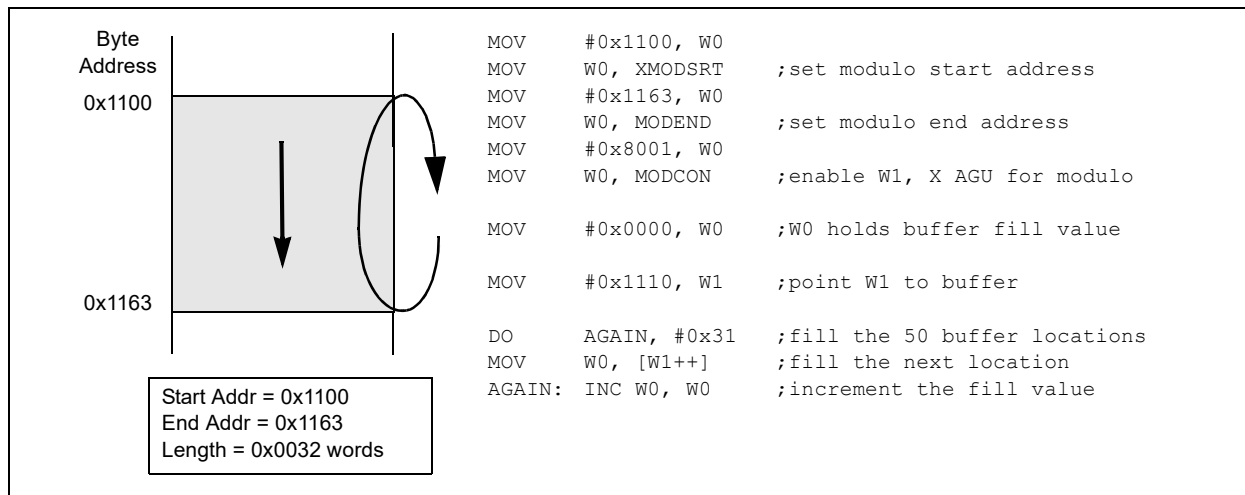 Byte
Address
0x1100
0x1163
Start Addr = 0x1100
End Addr = 0x1163
Length = 0x0032 words
MOV #0x1100, W0
MOV W0, XMODSRT ;set modulo start address
MOV #0x1163, W0
MOV W0, MODEND ;set modulo end address
MOV #0x8001, W0
MOV W0, MODCON ;enable W1, X AGU for modulo
MOV #0x0000, W0 ;W0 holds buffer fill value
MOV #0x1110, W1 ;point W1 to buffer
DO AGAIN, #0x31 ;fill the 50 buffer locations
MOV W0, [W1++] ;fill the next location
AGAIN: INC W0, W0 ;increment the fill value